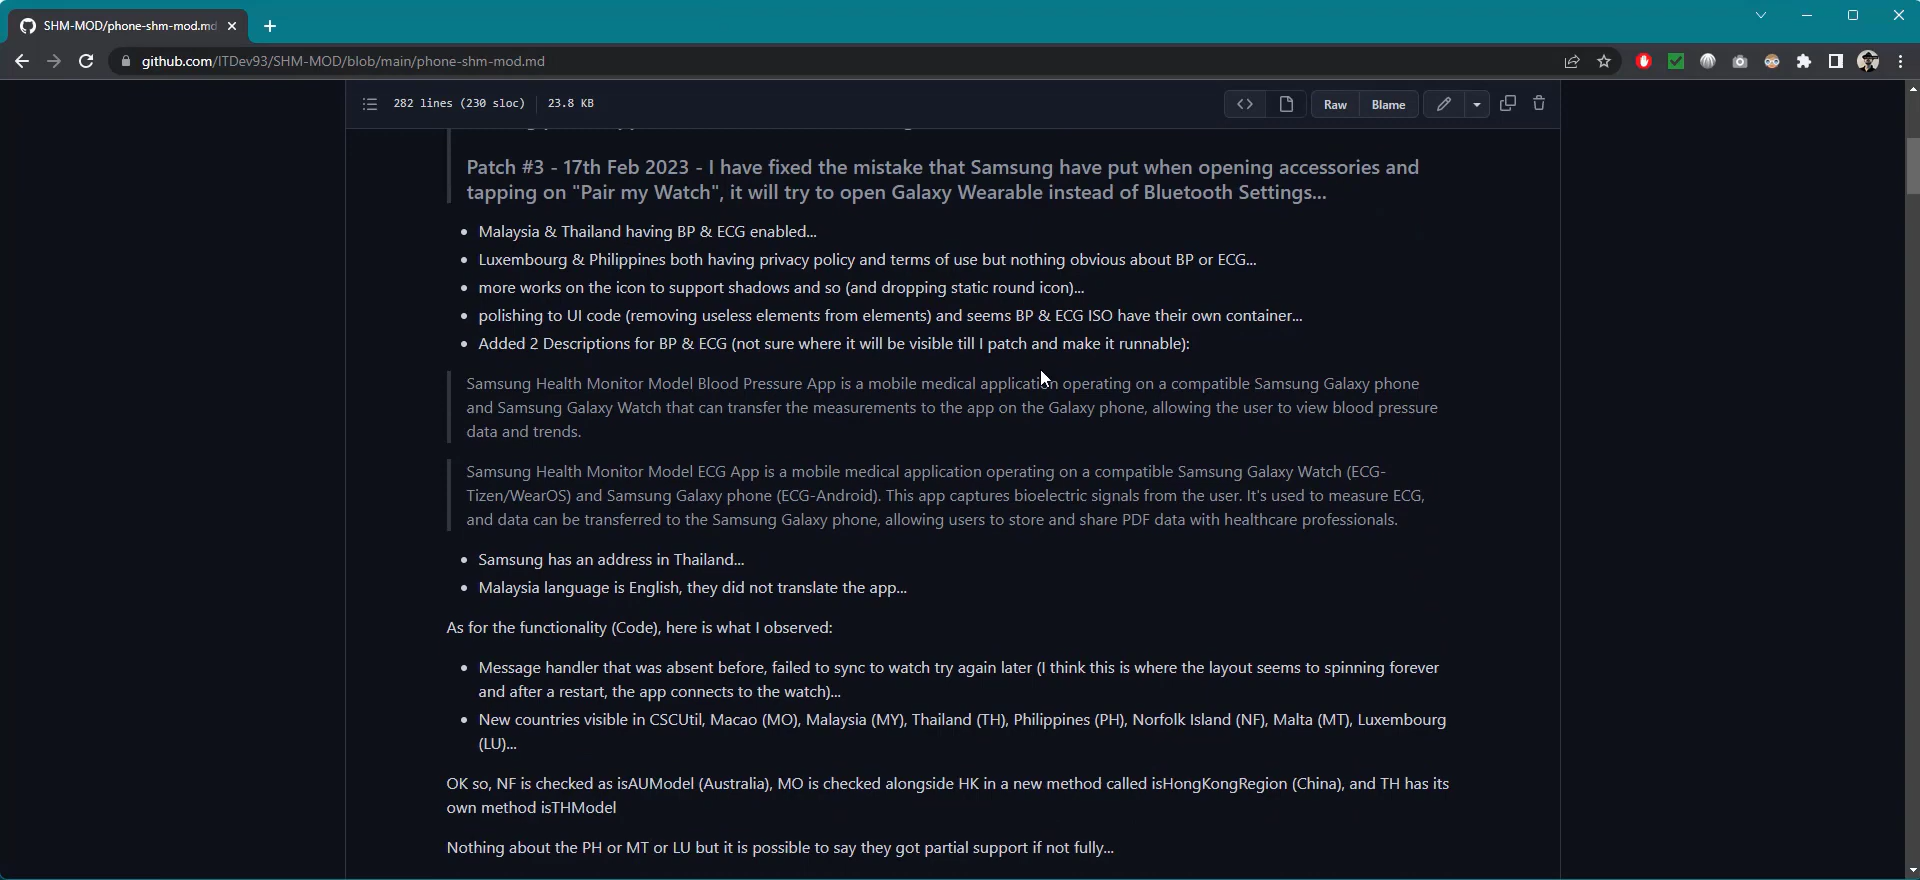 SHM-MOD/phone-shm-mod.md
github.com/ITDev93/SHM-MOD/blob/main/phone-shm-mod.md
282 lines (230 sloc) 23.8 KB
Raw Blame
Patch #3 - 17th Feb 2023 - I have fixed the mistake that Samsung have put when opening accessories and
tapping on "Pair my Watch", it will try to open Galaxy Wearable instead of Bluetooth Settings...
• Malaysia & Thailand having BP & ECG enabled...
• Luxembourg & Philippines both having privacy policy and terms of use but nothing obvious about BP or ECG...
• more works on the icon to support shadows and so (and dropping static round icon)...
• polishing to UI code (removing useless elements from elements) and seems BP & ECG ISO have their own container...
• Added 2 Descriptions for BP & ECG (not sure where it will be visible till I patch and make it runnable):
Samsung Health Monitor Model Blood Pressure App is a mobile medical application operating on a compatible Samsung Galaxy phone
and Samsung Galaxy Watch that can transfer the measurements to the app on the Galaxy phone, allowing the user to view blood pressure
data and trends.
Samsung Health Monitor Model ECG App is a mobile medical application operating on a compatible Samsung Galaxy Watch (ECG-
Tizen/WearOS) and Samsung Galaxy phone (ECG-Android). This app captures bioelectric signals from the user. It's used to measure ECG,
and data can be transferred to the Samsung Galaxy phone, allowing users to store and share PDF data with healthcare professionals.
• Samsung has an address in Thailand...
• Malaysia language is English, they did not translate the app...
As for the functionality (Code), here is what I observed:
• Message handler that was absent before, failed to sync to watch try again later (I think this is where the layout seems to spinning forever
and after a restart, the app connects to the watch)...
• New countries visible in CSCUtil, Macao (MO), Malaysia (MY), Thailand (TH), Philippines (PH), Norfolk Island (NF), Malta (MT), Luxembourg
(LU)...
OK so, NF is checked as isAUModel (Australia), MO is checked alongside HK in a new method called isHongKongRegion (China), and TH has its
own method isTHModel
Nothing about the PH or MT or LU but it is possible to say they got partial support if not fully...